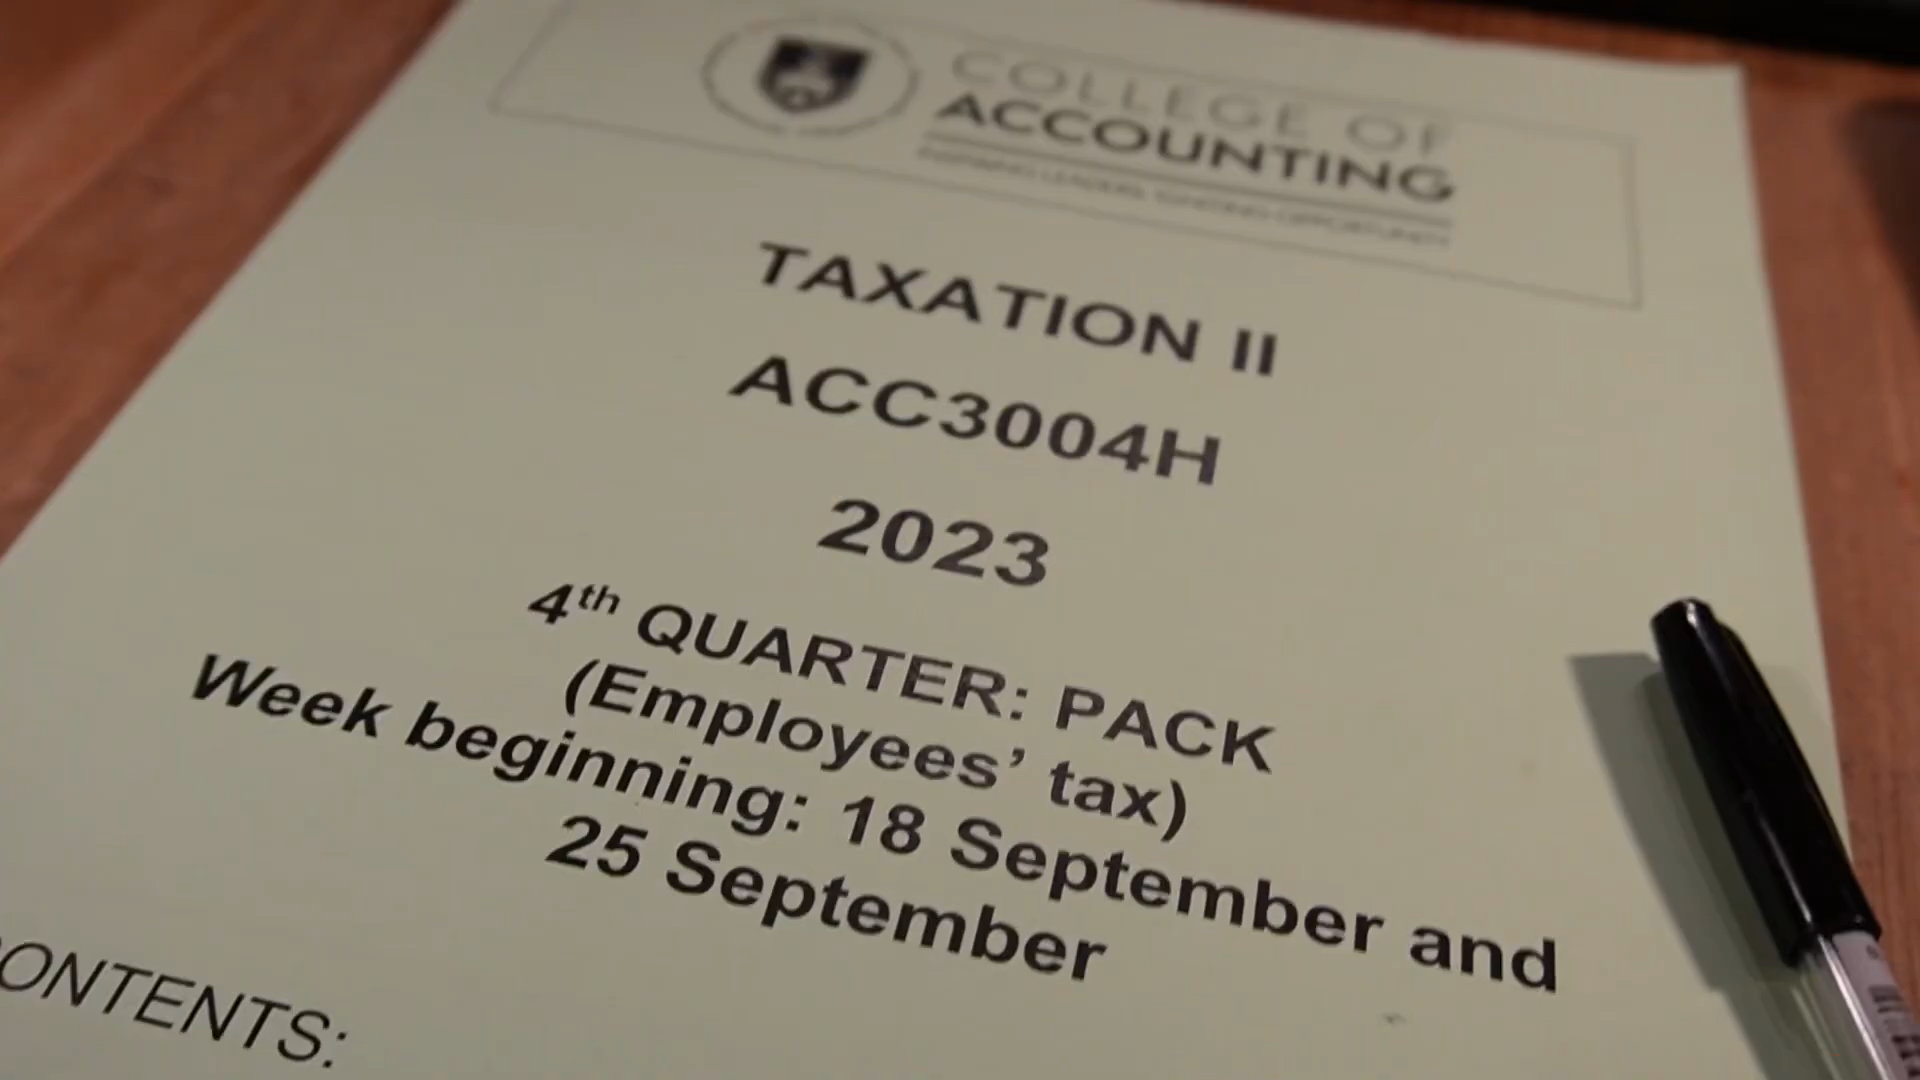 COLLEGE OF
ACCOUNTING
TAXATION II
ACC3004H
2023
4th QUARTER: PACK
(Employees’ tax)
Week beginning: 18 September and
25 September
ONTENTS: